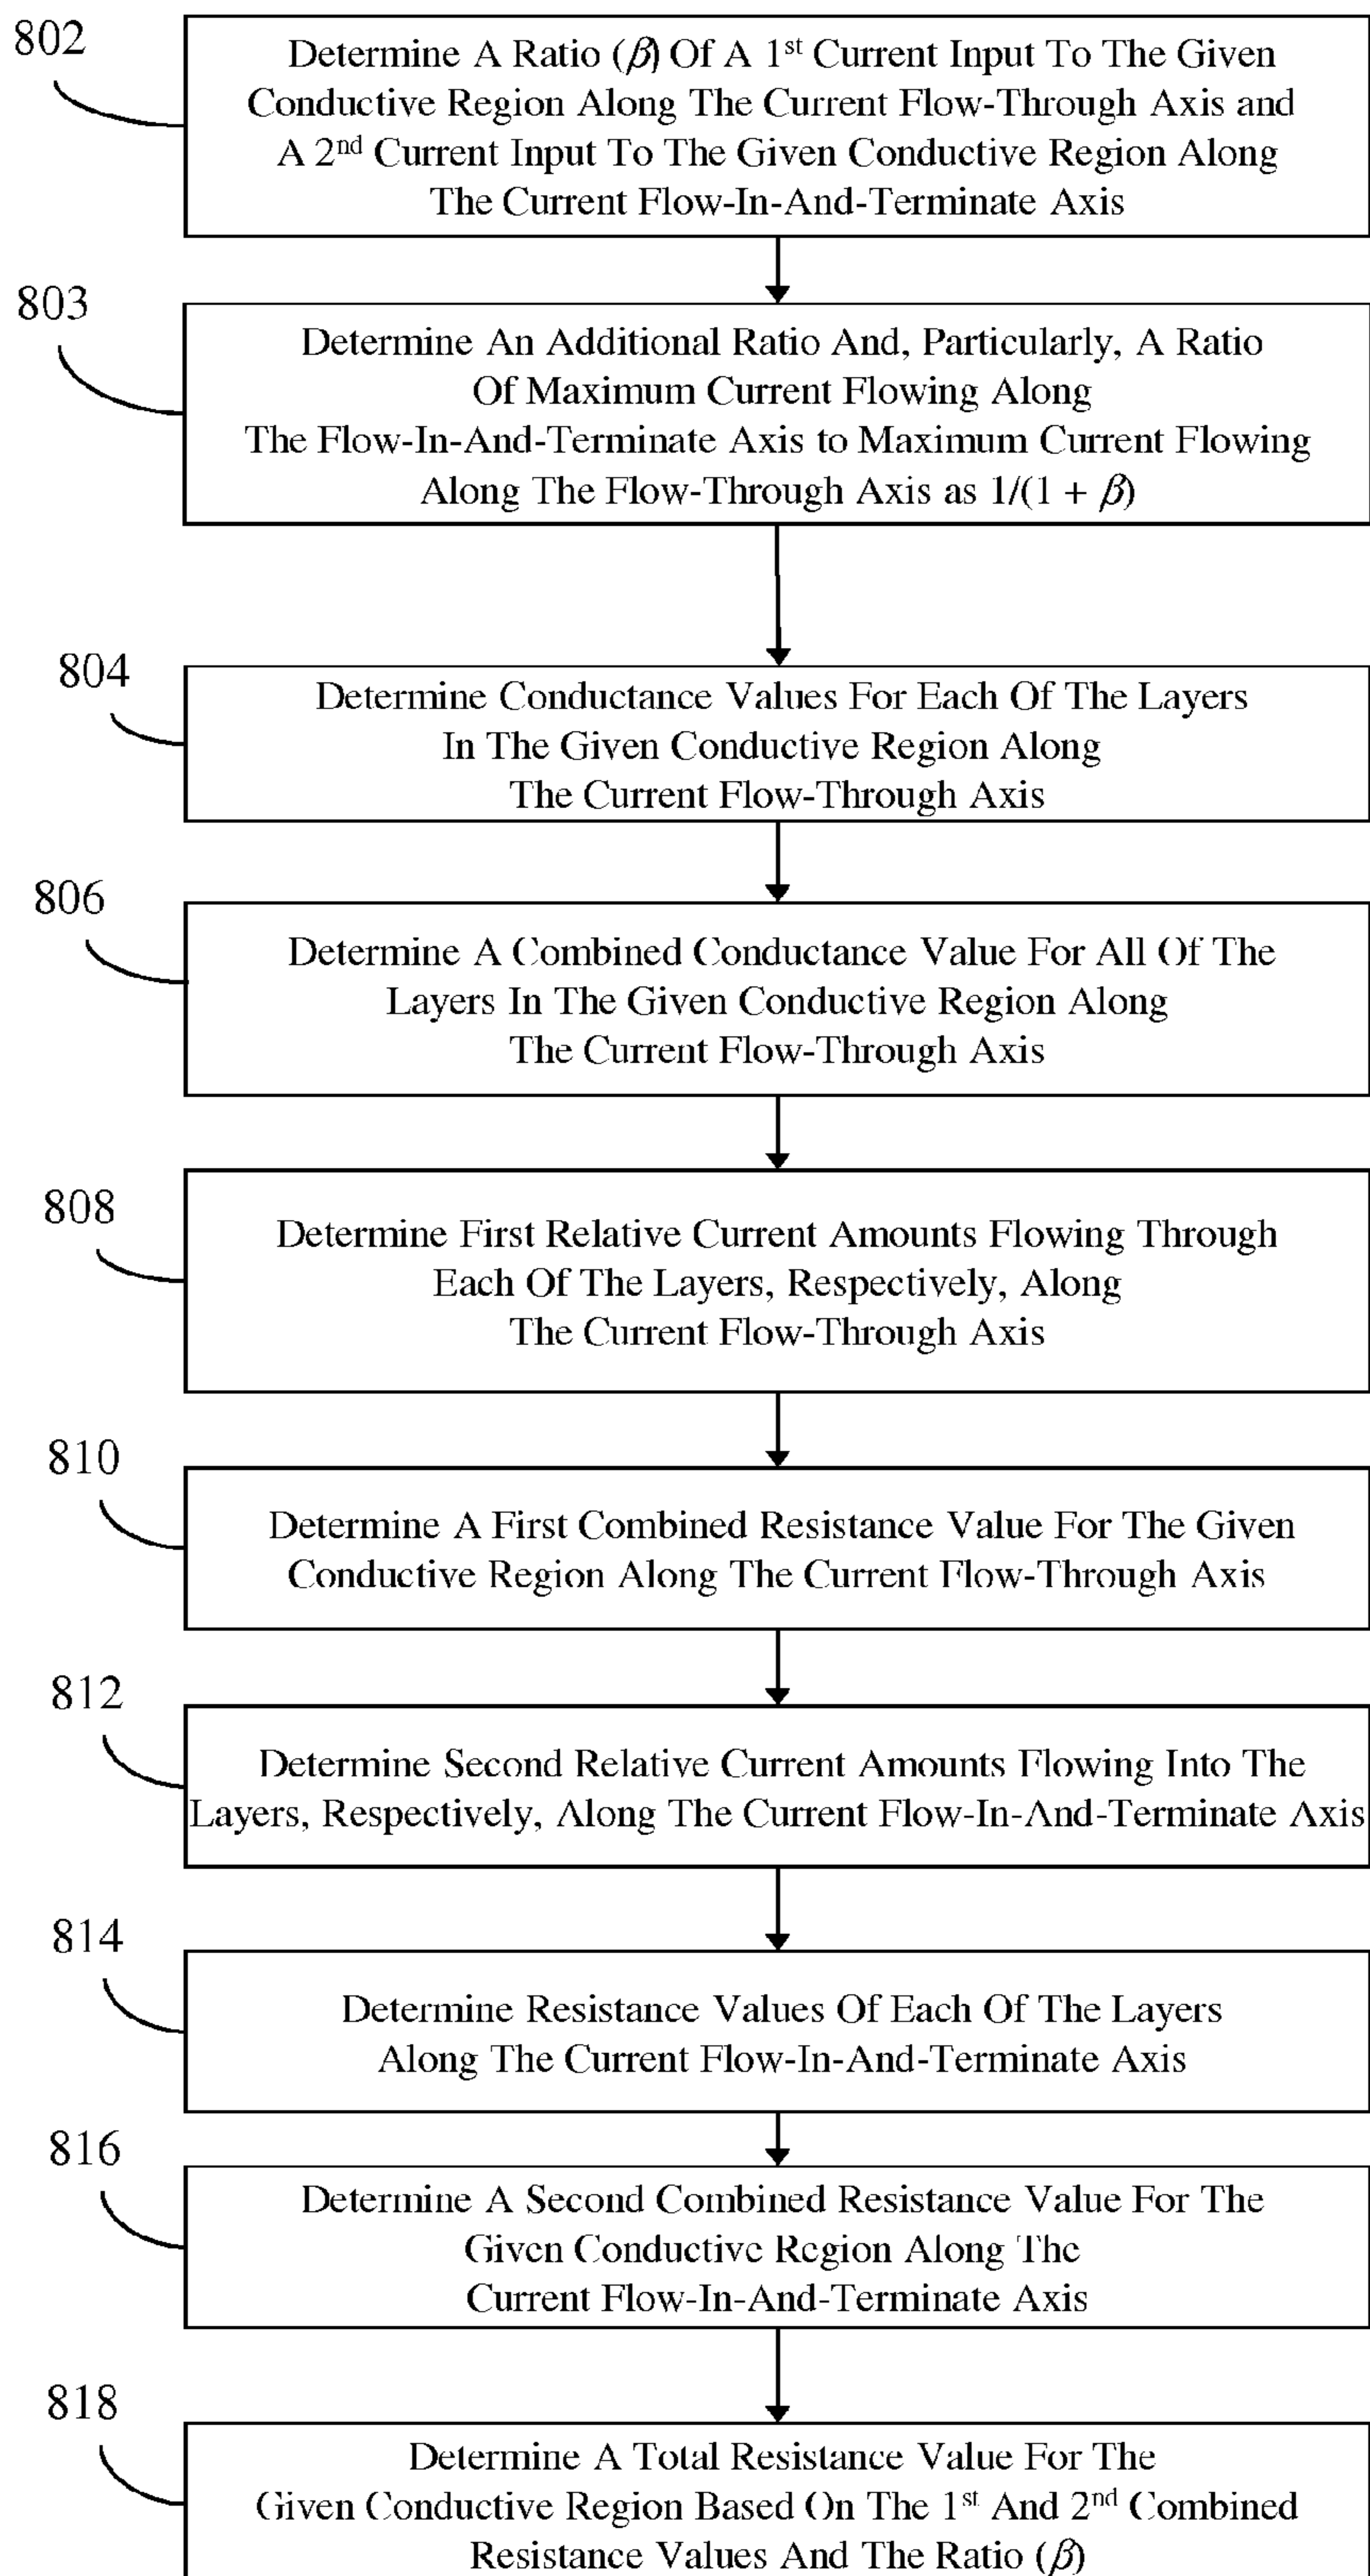 802
Determine A Ratio (β) Of A 1st Current Input To The Given
Conductive Region Along The Current Flow-Through Axis and
A 2nd Current Input To The Given Conductive Region Along
The Current Flow-In-And-Terminate Axis
803
Determine An Additional Ratio And, Particularly, A Ratio
Of Maximum Current Flowing Along
The Flow-In-And-Terminate Axis to Maximum Current Flowing
Along The Flow-Through Axis as 1/(1 + β)
804
Determine Conductance Values For Each Of The Layers
In The Given Conductive Region Along
The Current Flow-Through Axis
806
Determine A Combined Conductance Value For All Of The
Layers In The Given Conductive Region Along
The Current Flow-Through Axis
808
Determine First Relative Current Amounts Flowing Through
Each Of The Layers, Respectively, Along
The Current Flow-Through Axis
810
Determine A First Combined Resistance Value For The Given
Conductive Region Along The Current Flow-Through Axis
812
Determine Second Relative Current Amounts Flowing Into The
Layers, Respectively, Along The Current Flow-In-And-Terminate Axis
814
Determine Resistance Values Of Each Of The Layers
Along The Current Flow-In-And-Terminate Axis
816
Determine A Second Combined Resistance Value For The
Given Conductive Region Along The
Current Flow-In-And-Terminate Axis
818
Determine A Total Resistance Value For The
Given Conductive Region Based On The 1st And 2nd Combined
Resistance Values And The Ratio (β)